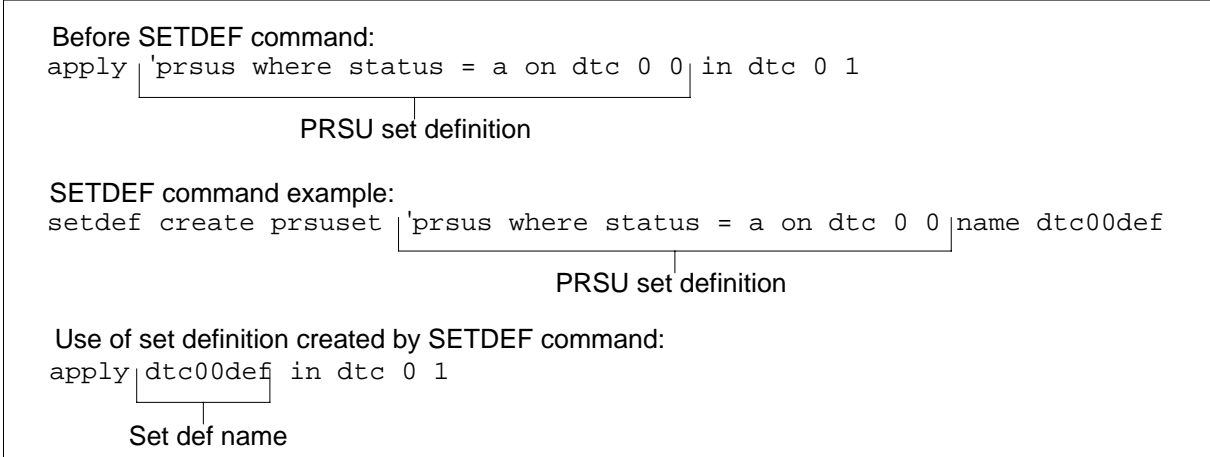 Before SETDEF command:
apply 'prsus where status = a on dtc 0 0 in dtc 0 1
PRSU set definition
SETDEF command example:
setdef create prsuset 'prsus where status = a on dtc 0 0 name dtc00def
PRSU set definition
Use of set definition created by SETDEF command:
apply dtc00def in dtc 0 1
Set def name